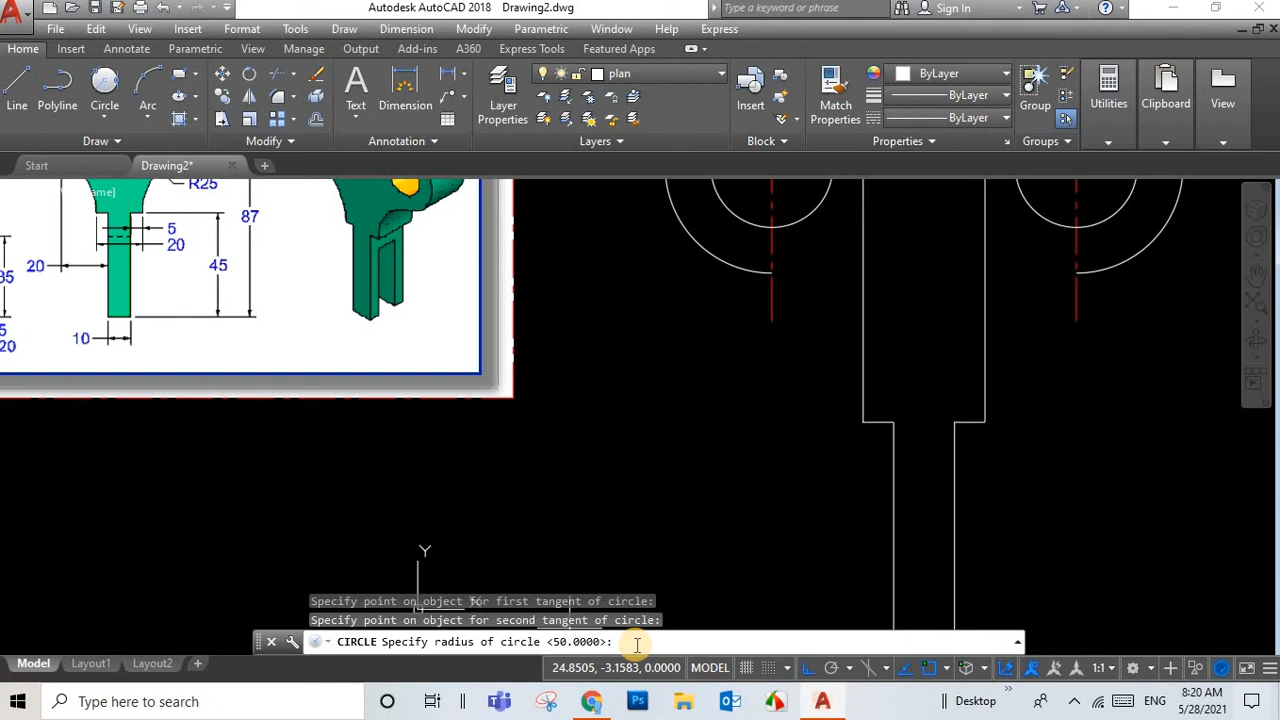 Autodesk AutoCAD 2018   Drawing2.dwg
Type a keyword or phrase
Sign In
File Edit View Insert Format Tools Draw Dimension Modify Parametric Window Help Express
Home Insert Annotate Parametric View Manage Output Add-ins A360 Express Tools Featured Apps
plan
ByLayer
ByLayer
ByLayer
Line Polyline Circle Arc
Text Dimension
Layer
Properties
Insert
Match
Properties
Group
Utilities
Clipboard
View
Draw
Modify
Annotation
Layers
Block
Properties
Groups
Start
Drawing2*
ame]
R25
87
5
20
45
20
35
10
5
20
Y
Specify point on object for first tangent of circle:
Specify point on object for second tangent of circle:
CIRCLE Specify radius of circle <50.0000>:
Model Layout1 Layout2
24.8505, -3.1583, 0.0000
MODEL
1:1
Type here to search
Desktop
ENG
8:20 AM
5/28/2021